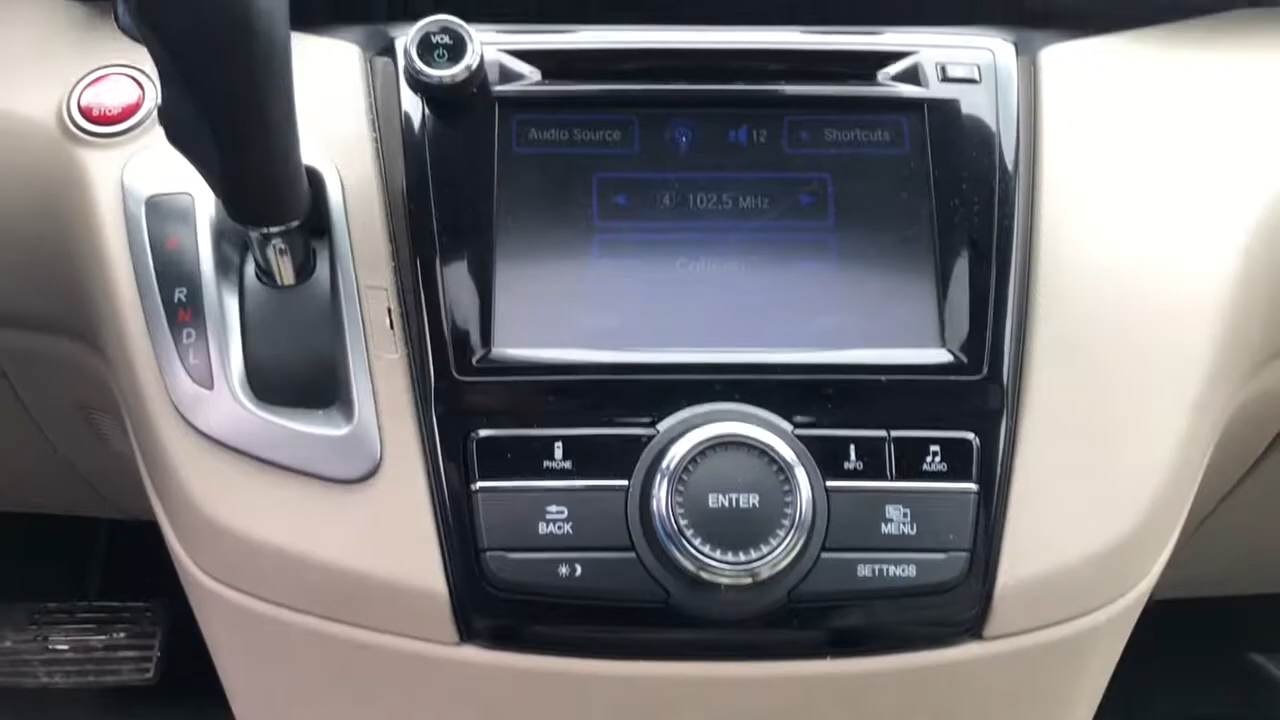 VOL
STOP
Audio Source
12
Shortcuts
4 102.5 MHz
P
R
N
D
L
PHONE
INFO
AUDIO
ENTER
BACK
MENU
SETTINGS